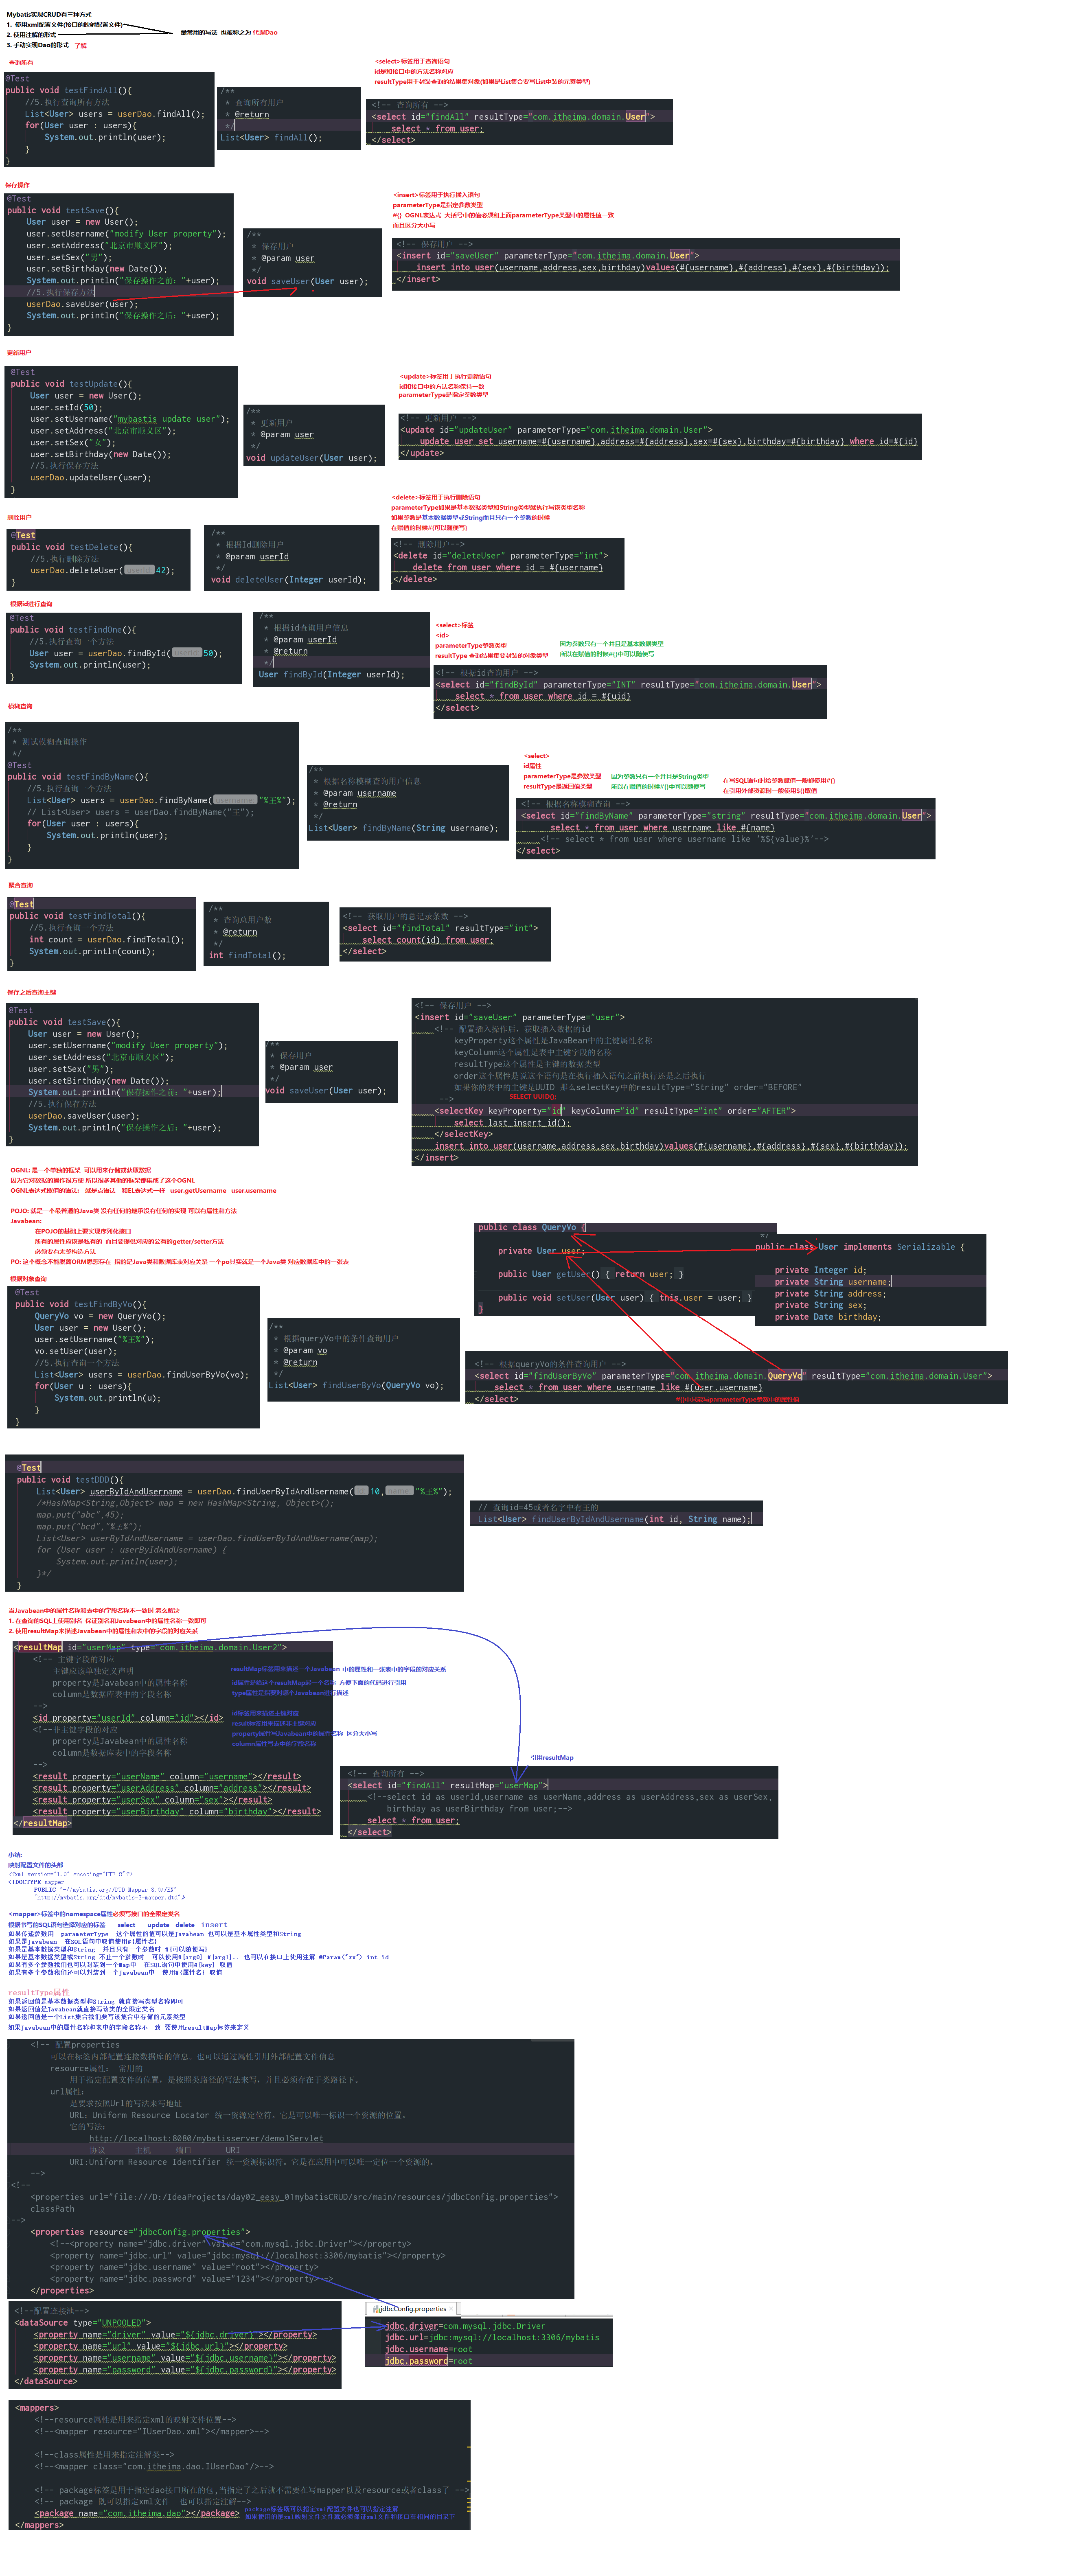 Mybatis实现CRUD有三种方式
1. 使用xml配置文件(接口的映射配置文件)
2. 使用注解的形式
最常用的写法 也被称之为 代理Dao
3. 手动实现Dao的形式 了解
查询所有
<select>标签用于查询语句
id是和接口中的方法名称对应
resultType用于封装查询的结果集对象(如果是List集合要写List中装的元素类型)
@Test
public void testFindAll(){
//5.执行查询所有方法
List<User> users = userDao.findAll();
for(User user : users){
System.out.println(user);
}
}
/**
* 查询所有用户
* @return
*/
List<User> findAll();
<!-- 查询所有 -->
<select id="findAll" resultType="com.itheima.domain.User">
select * from user;
</select>
保存操作
<insert>标签用于执行插入语句
parameterType是指定参数类型
#{} OGNL表达式 大括号中的值必须和上面parameterType类型中的属性值一致
而且区分大小写
@Test
public void testSave(){
User user = new User();
user.setUsername("modify User property");
user.setAddress("北京市顺义区");
user.setSex("男");
user.setBirthday(new Date());
System.out.println("保存操作之前："+user);
//5.执行保存方法
userDao.saveUser(user);
System.out.println("保存操作之后："+user);
}
/**
* 保存用户
* @param user
*/
void saveUser(User user);
<!-- 保存用户 -->
<insert id="saveUser" parameterType="com.itheima.domain.User">
insert into user(username,address,sex,birthday)values(#{username},#{address},#{sex},#{birthday});
</insert>
更新用户
<update>标签用于执行更新语句
id和接口中的方法名称保持一致
parameterType是指定参数类型
@Test
public void testUpdate(){
User user = new User();
user.setId(50);
user.setUsername("mybastis update user");
user.setAddress("北京市顺义区");
user.setSex("女");
user.setBirthday(new Date());
//5.执行保存方法
userDao.updateUser(user);
}
/**
* 更新用户
* @param user
*/
void updateUser(User user);
<!-- 更新用户 -->
<update id="updateUser" parameterType="com.itheima.domain.User">
update user set username=#{username},address=#{address},sex=#{sex},birthday=#{birthday} where id=#{id}
</update>
<delete>标签用于执行删除语句
parameterType如果是基本数据类型和String类型就执行写该类型名称
如果参数是基本数据类型或String而且只有一个参数的时候
在赋值的时候#{可以随便写}
删除用户
@Test
public void testDelete(){
//5.执行删除方法
userDao.deleteUser(42);
}
/**
* 根据Id删除用户
* @param userId
*/
void deleteUser(Integer userId);
<!-- 删除用户-->
<delete id="deleteUser" parameterType="int">
delete from user where id = #{username}
</delete>
根据id进行查询
@Test
public void testFindOne(){
//5.执行查询一个方法
User user = userDao.findById(50);
System.out.println(user);
}
/**
* 根据id查询用户信息
* @param userId
* @return
*/
User findById(Integer userId);
<select>标签
<id>
parameterType参数类型
resultType 查询结果集要封装的对象类型
因为参数只有一个并且是基本数据类型
所以在赋值的时候#{}中可以随便写
<!-- 根据id查询用户 -->
<select id="findById" parameterType="INT" resultType="com.itheima.domain.User">
select * from user where id = #{uid}
</select>
模糊查询
/**
* 测试模糊查询操作
*/
@Test
public void testFindByName(){
//5.执行查询一个方法
List<User> users = userDao.findByName("%王%");
// List<User> users = userDao.findByName("王");
for(User user : users){
System.out.println(user);
}
}
/**
* 根据名称模糊查询用户信息
* @param username
* @return
*/
List<User> findByName(String username);
<select>
id属性
parameterType是参数类型
resultType是返回值类型
因为参数只有一个并且是String类型
所以在赋值的时候#{}中可以随便写
在写SQL语句时给参数赋值一般都使用#{}
在引用外部资源时一般使用${}取值
<!-- 根据名称模糊查询 -->
<select id="findByName" parameterType="string" resultType="com.itheima.domain.User">
select * from user where username like #{name}
<!-- select * from user where username like '%${value}%'-->
</select>
聚合查询
@Test
public void testFindTotal(){
//5.执行查询一个方法
int count = userDao.findTotal();
System.out.println(count);
}
/**
* 查询总用户数
* @return
*/
int findTotal();
<!-- 获取用户的总记录条数 -->
<select id="findTotal" resultType="int">
select count(id) from user;
</select>
保存之后查询主键
@Test
public void testSave(){
User user = new User();
user.setUsername("modify User property");
user.setAddress("北京市顺义区");
user.setSex("男");
user.setBirthday(new Date());
System.out.println("保存操作之前："+user);
//5.执行保存方法
userDao.saveUser(user);
System.out.println("保存操作之后："+user);
}
/**
* 保存用户
* @param user
*/
void saveUser(User user);
<!-- 保存用户 -->
<insert id="saveUser" parameterType="user">
<!-- 配置插入操作后，获取插入数据的id
keyProperty这个属性是JavaBean中的主键属性名称
keyColumn这个属性是表中主键字段的名称
resultType这个属性是主键的数据类型
order这个属性是说这个语句是在执行插入语句之前执行还是之后执行
如果你的表中的主键是UUID 那么selectKey中的resultType="String" order="BEFORE"
-->
SELECT UUID();
<selectKey keyProperty="id" keyColumn="id" resultType="int" order="AFTER">
select last_insert_id();
</selectKey>
insert into user(username,address,sex,birthday)values(#{username},#{address},#{sex},#{birthday});
</insert>
OGNL: 是一个单独的框架 可以用来存储或获取数据
因为它对数据的操作很方便 所以很多其他的框架都集成了这个OGNL
OGNL表达式取值的语法: 就是点语法 和EL表达式一样 user.getUsername user.username
POJO: 就是一个最普通的Java类 没有任何的继承没有任何的实现 可以有属性和方法
Javabean:
在POJO的基础上要实现序列化接口
所有的属性应该是私有的 而且要提供对应的公有的getter/setter方法
必须要有无参构造方法
PO: 这个概念不能脱离ORM思想存在 指的是Java类和数据库表对应关系 一个po对实就是一个Java类 对应数据库中的一张表
根据对象查询
@Test
public void testFindByVo(){
QueryVo vo = new QueryVo();
User user = new User();
user.setUsername("%王%");
vo.setUser(user);
//5.执行查询一个方法
List<User> users = userDao.findUserByVo(vo);
for(User u : users){
System.out.println(u);
}
}
/**
* 根据queryVo中的条件查询用户
* @param vo
* @return
*/
List<User> findUserByVo(QueryVo vo);
public class QueryVo {
private User user;
public User getUser() { return user; }
public void setUser(User user) { this.user = user; }
}
*/
public class User implements Serializable {
private Integer id;
private String username;
private String address;
private String sex;
private Date birthday;
<!-- 根据queryVo的条件查询用户 -->
<select id="findUserByVo" parameterType="com.itheima.domain.QueryVo" resultType="com.itheima.domain.User">
select * from user where username like #{user.username}
</select>
#{}中只能写parameterType参数中的属性值
@Test
public void testDDD(){
List<User> userByIdAndUsername = userDao.findUserByIdAndUsername(10,"%王%");
/*HashMap<String,Object> map = new HashMap<String, Object>();
map.put("abc",45);
map.put("bcd","%王%");
List<User> userByIdAndUsername = userDao.findUserByIdAndUsername(map);
for (User user : userByIdAndUsername) {
System.out.println(user);
}*/
}
// 查询id=45或者名字中有王的
List<User> findUserByIdAndUsername(int id, String name);
当Javabean中的属性名称和表中的字段名称不一致时 怎么解决
1. 在查询的SQL上使用别名 保证别名和Javabean中的属性名称一致即可
2. 使用resultMap来描述Javabean中的属性和表中的字段的对应关系
<resultMap id="userMap" type="com.itheima.domain.User2">
<!-- 主键字段的对应
主键应该单独定义声明
property是Javabean中的属性名称
column是数据库表中的字段名称
-->
<id property="userId" column="id"></id>
<!--非主键字段的对应
property是Javabean中的属性名称
column是数据库表中的字段名称
-->
<result property="userName" column="username"></result>
<result property="userAddress" column="address"></result>
<result property="userSex" column="sex"></result>
<result property="userBirthday" column="birthday"></result>
</resultMap>
resultMap标签用来描述一个Javabean 中的属性和一张表中的字段的对应关系
id属性是给这个resultMap起一个名称 方便下面的代码进行引用
type属性是指要对哪个Javabean进行描述
id标签用来描述主键对应
result标签用来描述非主键对应
property属性写Javabean中的属性名称 区分大小写
column属性写表中的字段名称
引用resultMap
<!-- 查询所有 -->
<select id="findAll" resultMap="userMap">
<!--select id as userId,username as userName,address as userAddress,sex as userSex,
birthday as userBirthday from user;-->
select * from user;
</select>
小结:
映射配置文件的头部
<?xml version="1.0" encoding="UTF-8"?>
<!DOCTYPE mapper
PUBLIC "-//mybatis.org//DTD Mapper 3.0//EN"
"http://mybatis.org/dtd/mybatis-3-mapper.dtd">
<mapper>标签中的namespace属性必须写接口的全限定类名
根据书写的SQL语句选择对应的标签 select update delete insert
如果传递参数用 parameterType 这个属性的值可以是Javabean 也可以是基本属性类型和String
如果是Javabean 在SQL语句中取值使用#{属性名}
如果是基本数据类型和String 并且只有一个参数时 #{可以随便写}
如果是基本数据类型或String 不止一个参数时 可以使用#{arg0} #{arg1}.. 也可以在接口上使用注解 @Param("xx") int id
如果有多个参数我们也可以封装到一个Map中 在SQL语句中使用#{key} 取值
如果有多个参数我们还可以封装到一个Javabean中 使用#{属性名} 取值
resultType属性
如果返回值是基本数据类型和String 就直接写类型名称即可
如果返回值是Javabean就直接写该类的全限定类名
如果返回值是一个List集合我们要写该集合中存储的元素类型
如果Javabean中的属性名称和表中的字段名称不一致 要使用resultMap标签来定义
<!-- 配置properties
可以在标签内部配置连接数据库的信息。也可以通过属性引用外部配置文件信息
resource属性： 常用的
用于指定配置文件的位置，是按照类路径的写法来写，并且必须存在于类路径下。
url属性：
是要求按照Url的写法来写地址
URL：Uniform Resource Locator 统一资源定位符。它是可以唯一标识一个资源的位置。
它的写法：
http://localhost:8080/mybatisserver/demo1Servlet
协议 主机 端口 URI
URI:Uniform Resource Identifier 统一资源标识符。它是在应用中可以唯一定位一个资源的。
-->
<!--
<properties url="file:///D:/IdeaProjects/day02_eesy_01mybatisCRUD/src/main/resources/jdbcConfig.properties">
classPath
-->
<properties resource="jdbcConfig.properties">
<!--<property name="jdbc.driver" value="com.mysql.jdbc.Driver"></property>
<property name="jdbc.url" value="jdbc:mysql://localhost:3306/mybatis"></property>
<property name="jdbc.username" value="root"></property>
<property name="jdbc.password" value="1234"></property>-->
</properties>
<!--配置连接池-->
<dataSource type="UNPOOLED">
<property name="driver" value="${jdbc.driver}"></property>
<property name="url" value="${jdbc.url}"></property>
<property name="username" value="${jdbc.username}"></property>
<property name="password" value="${jdbc.password}"></property>
</dataSource>
jdbcConfig.properties
jdbc.driver=com.mysql.jdbc.Driver
jdbc.url=jdbc:mysql://localhost:3306/mybatis
jdbc.username=root
jdbc.password=root
<mappers>
<!--resource属性是用来指定xml的映射文件位置-->
<!--<mapper resource="IUserDao.xml"></mapper>-->
<!--class属性是用来指定注解类-->
<!--<mapper class="com.itheima.dao.IUserDao"/>-->
<!-- package标签是用于指定dao接口所在的包,当指定了之后就不需要在写mapper以及resource或者class了 -->
<!-- package 既可以指定xml文件 也可以指定注解-->
<package name="com.itheima.dao"></package>
package标签既可以指定xml配置文件也可以指定注解
如果使用的是xml映射文件文件就必须保证xml文件和接口在相同的目录下
</mappers>